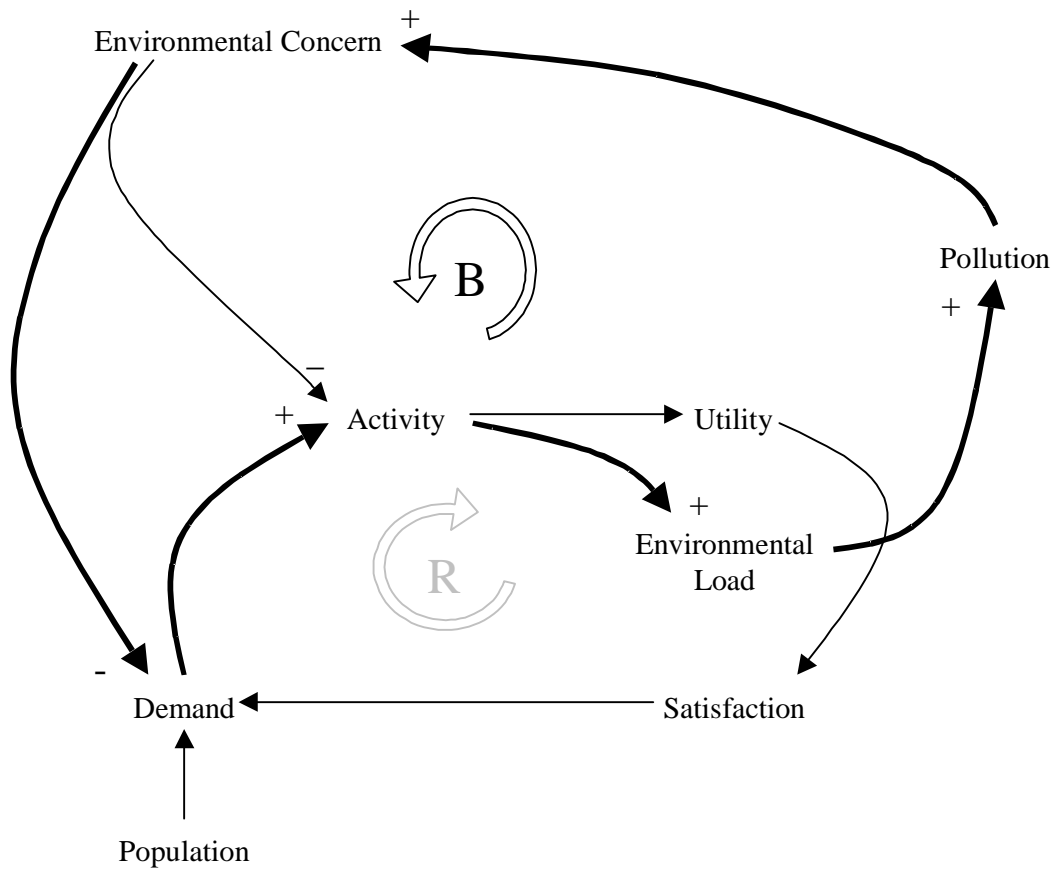 +
Environmental Concern
Pollution
+
B
–
+
Activity
Utility
+
Environmental
Load
R
-
Demand
Satisfaction
Population